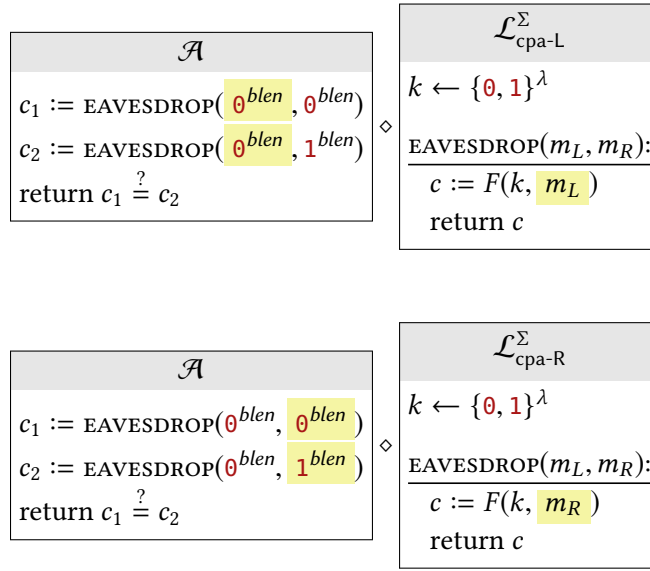 𝒜
c₁ := EAVESDROP( 0^blen , 0^blen)
c₂ := EAVESDROP( 0^blen , 1^blen)
return c₁ ≟ c₂
⋄
ℒ^Σ_cpa-L
k ← {0, 1}^λ
EAVESDROP(m_L, m_R):
c := F(k, m_L )
return c
𝒜
c₁ := EAVESDROP(0^blen, 0^blen )
c₂ := EAVESDROP(0^blen, 1^blen )
return c₁ ≟ c₂
⋄
ℒ^Σ_cpa-R
k ← {0, 1}^λ
EAVESDROP(m_L, m_R):
c := F(k, m_R )
return c